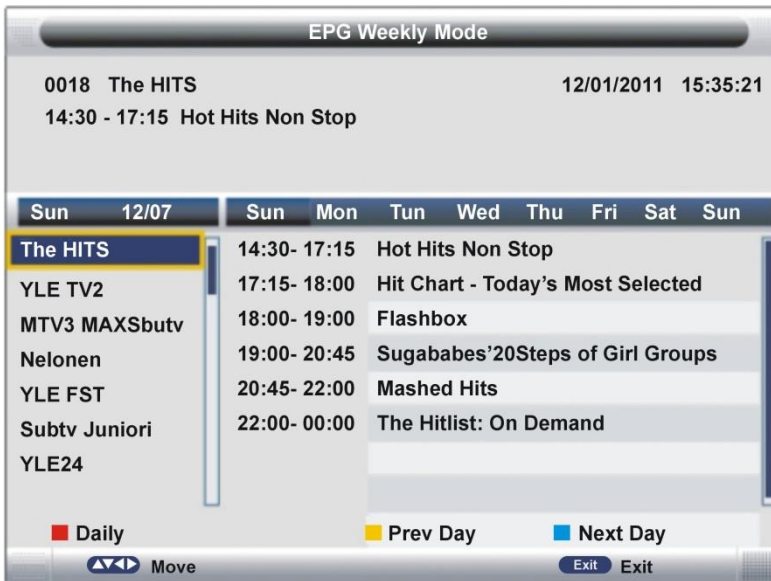 EPG Weekly Mode
0018 The HITS 12/01/2011 15:35:21
14:30 - 17:15 Hot Hits Non Stop
Sun 12/07 Sun Mon Tun Wed Thu Fri Sat Sun
The HITS
YLE TV2
MTV3 MAXSbutv
Nelonen
YLE FST
Subtv Juniori
YLE24
14:30- 17:15 Hot Hits Non Stop
17:15- 18:00 Hit Chart - Today's Most Selected
18:00- 19:00 Flashbox
19:00- 20:45 Sugababes'20Steps of Girl Groups
20:45- 22:00 Mashed Hits
22:00- 00:00 The Hitlist: On Demand
Daily Prev Day Next Day
Move Exit Exit